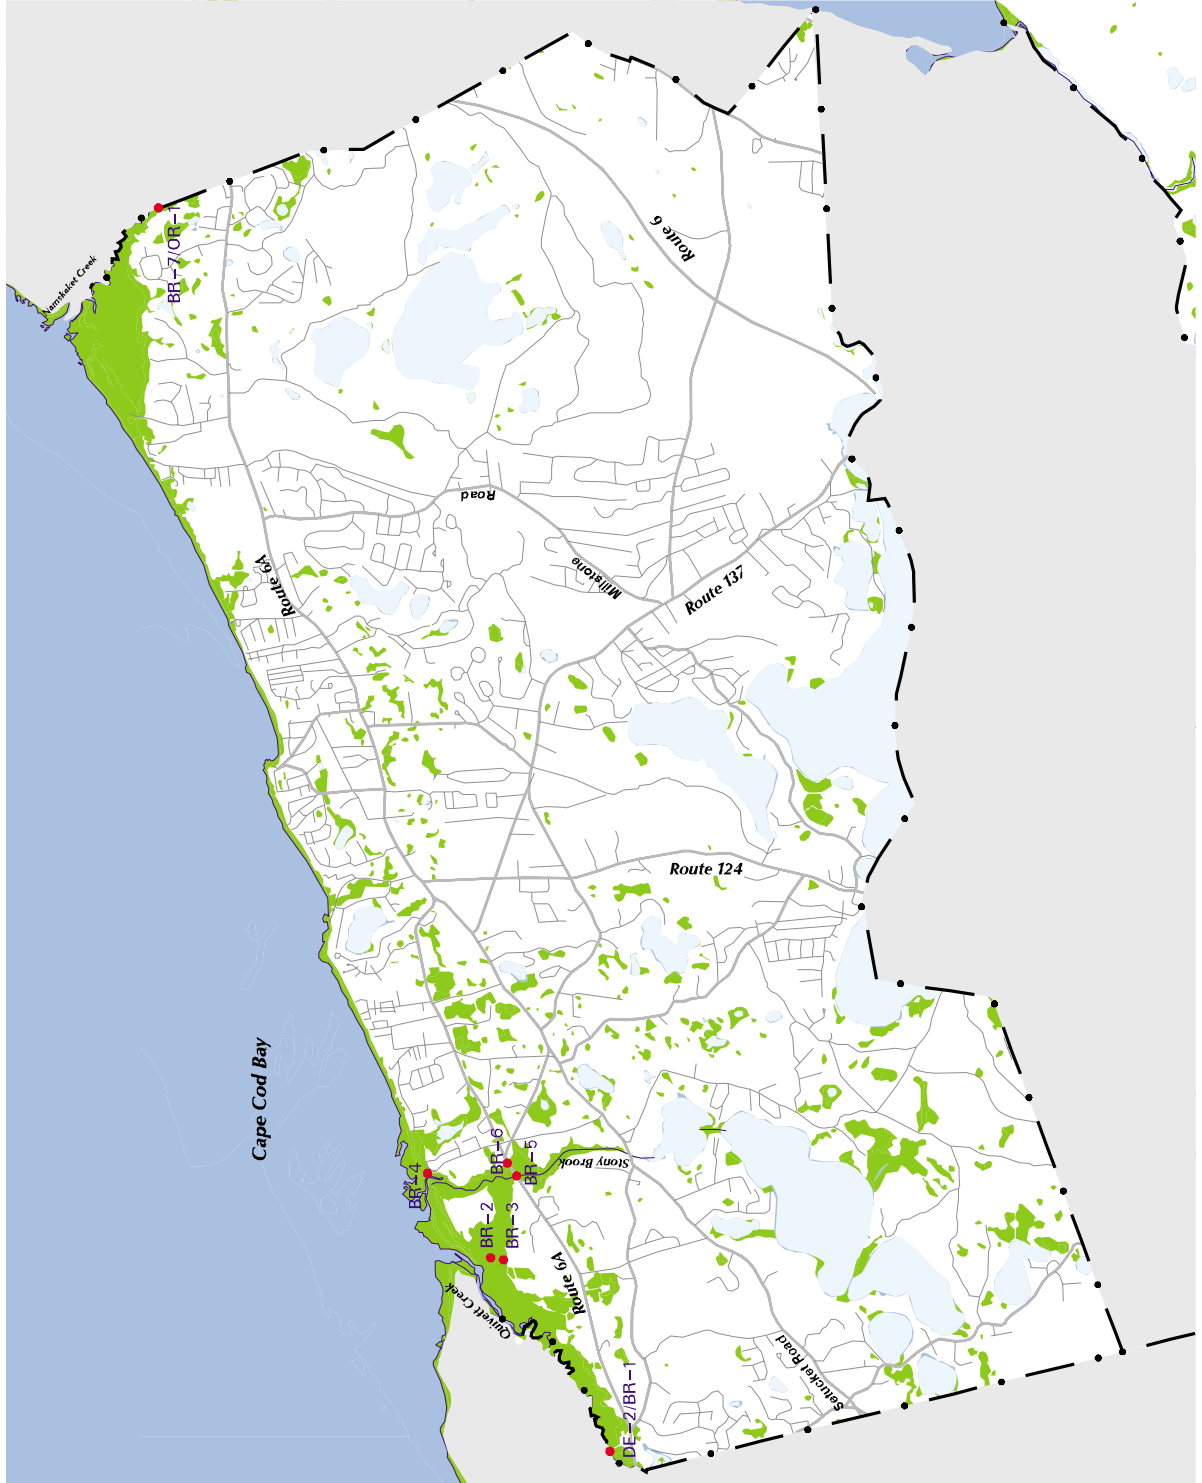 Namskaket Creek
BR-7/OR-1
Route 6
Road
Millstone
Route 6A
Route 137
Route 124
Cape Cod Bay
BR-4
BR-6
BR-5
Stony Brook
BR-2
BR-3
Route 6A
Quivett Creek
Setucket Road
DE-2/BR-1